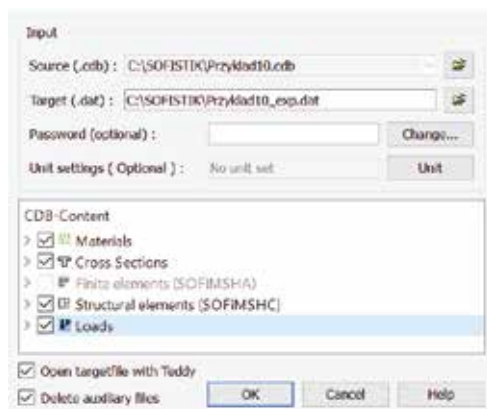 Input
Source (.cdb) : C:\SOFISTIK\Przyklad10.cdb
Target (.dat) : C:\SOFISTIK\Przyklad10_exp.dat
Password (optional) : Change...
Unit settings ( Optional ) : No unit set Unit
CDB-Content
Materials
Cross Sections
Finite elements (SOFIMSHA)
Structural elements (SOFIMSHC)
Loads
Open targetfile with Teddy
Delete auxiliary files OK Cancel Help